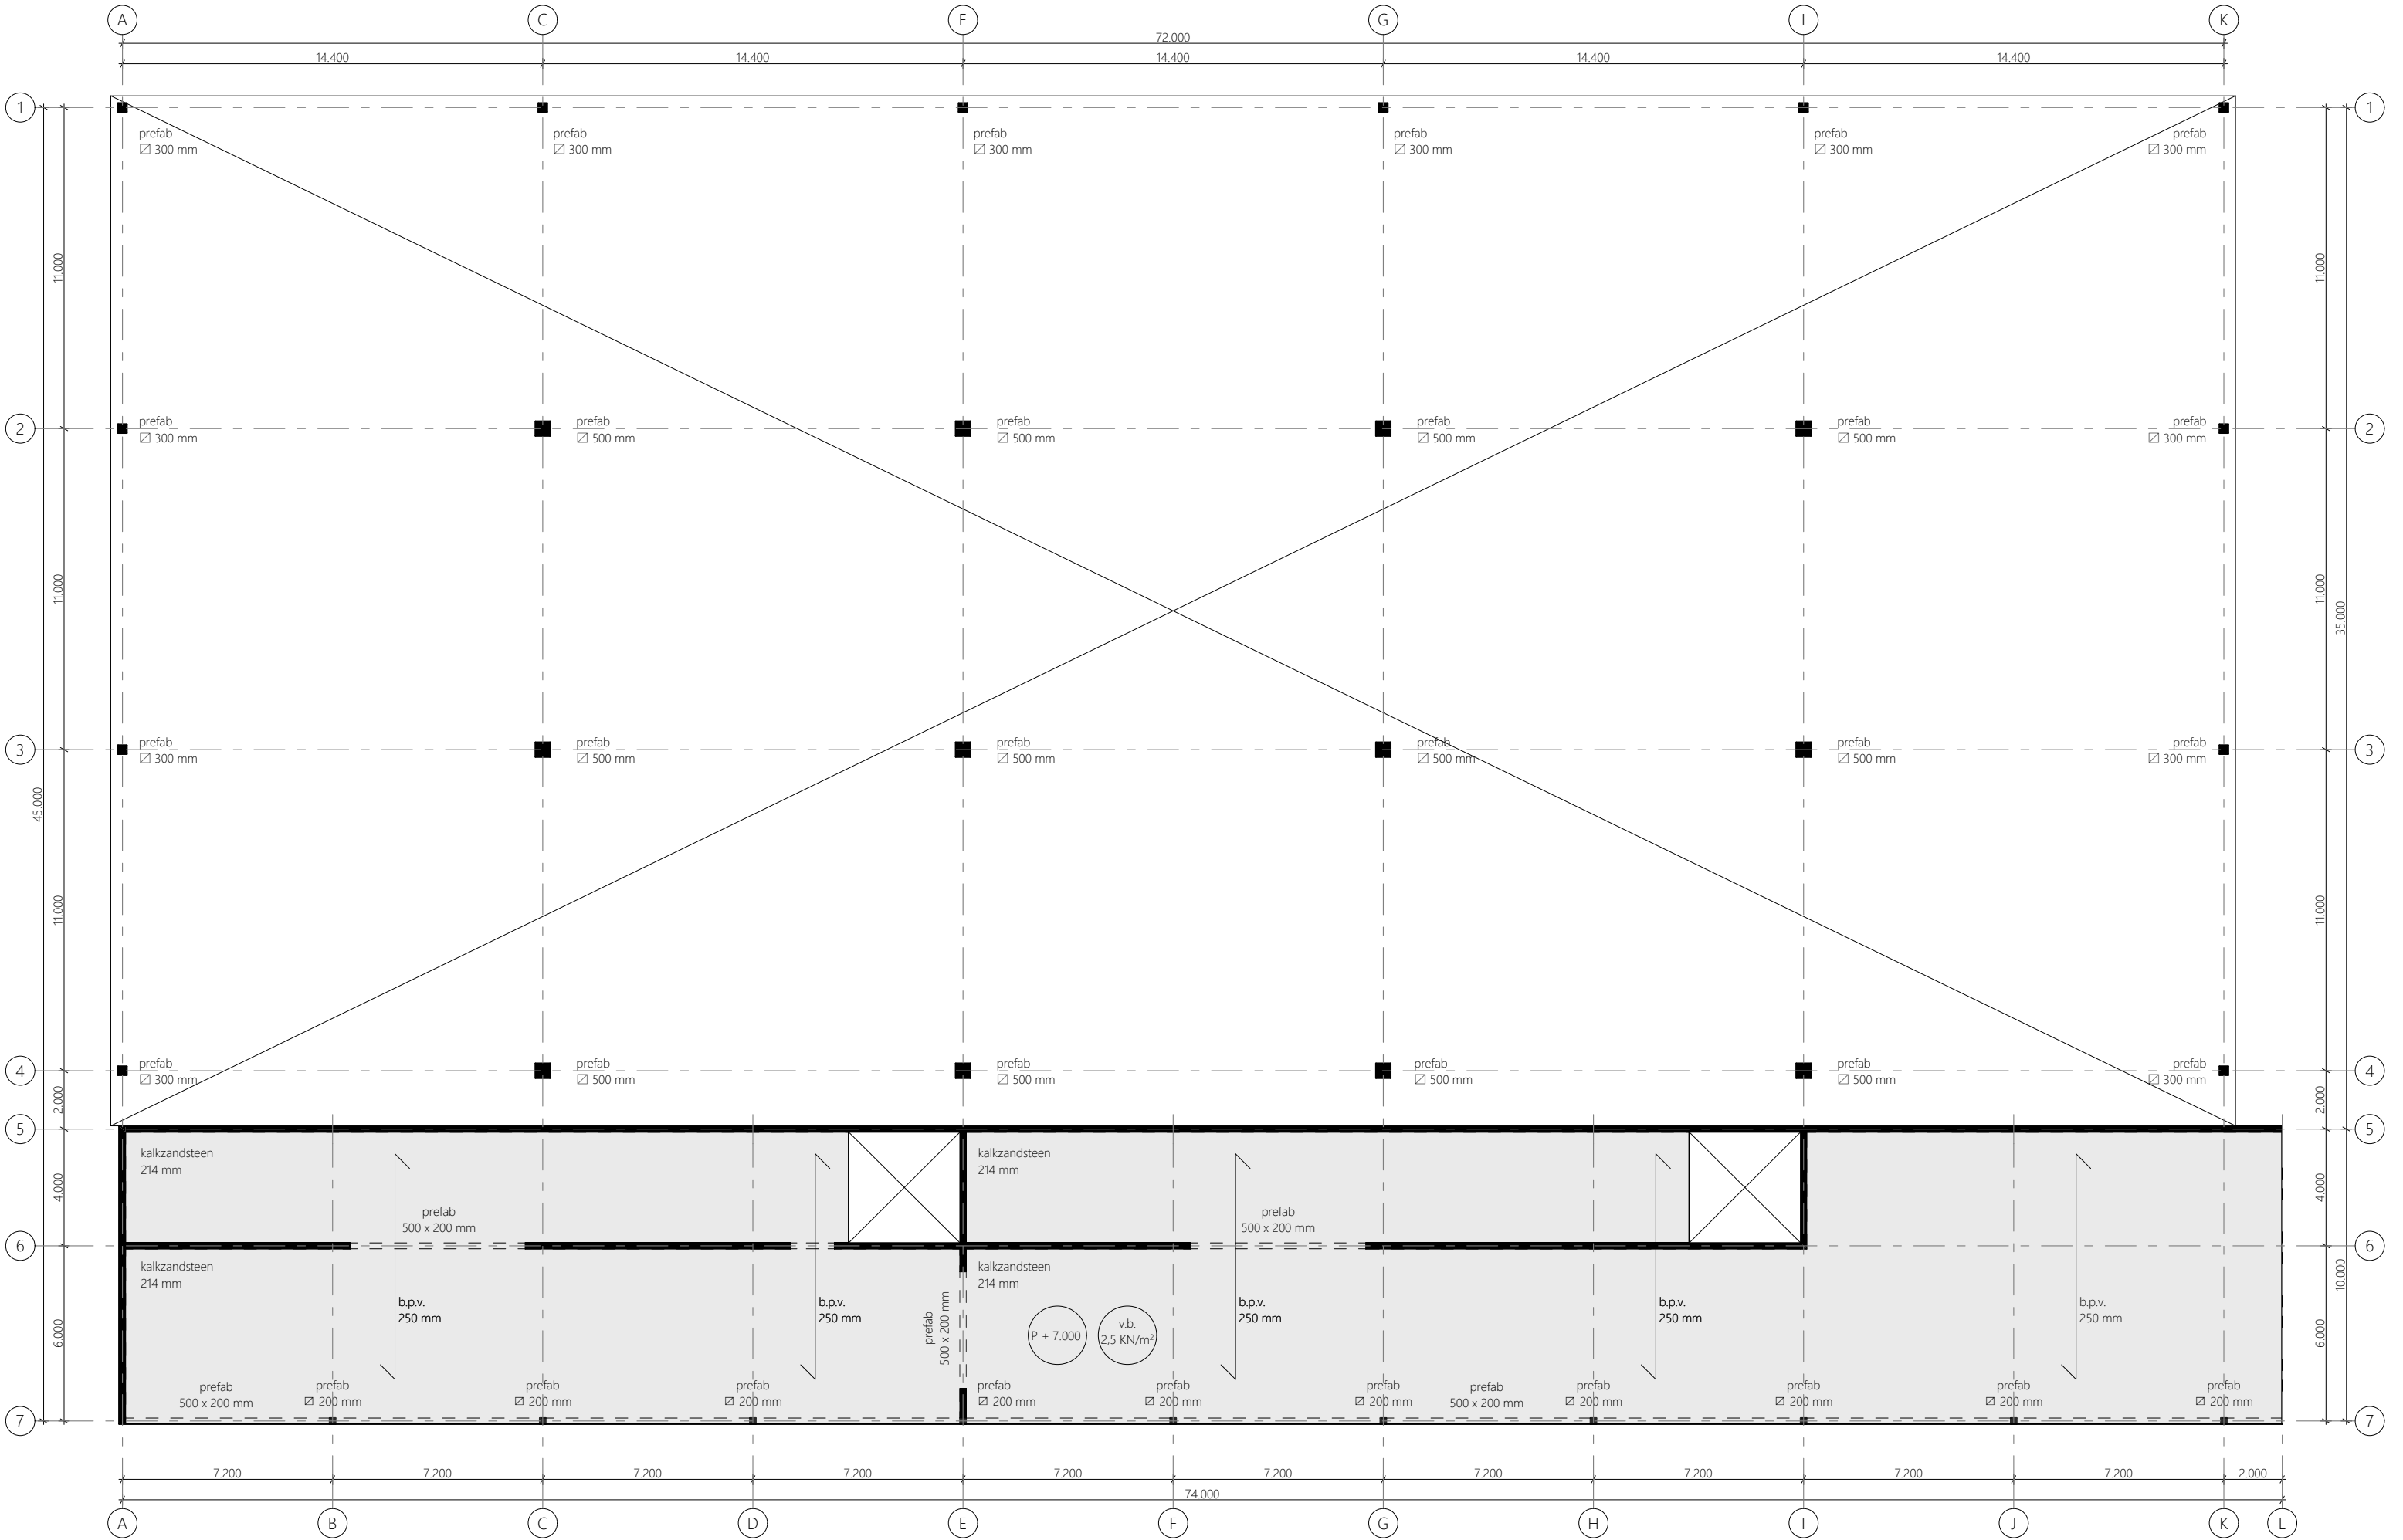 A C E G I K
72.000
14.400 14.400 14.400 14.400 14.400
1 1
prefab prefab prefab prefab prefab prefab
300 mm 300 mm 300 mm 300 mm 300 mm 300 mm
11.000 11.000
2 2
prefab prefab prefab prefab prefab prefab
300 mm 500 mm 500 mm 500 mm 500 mm 300 mm
11.000 11.000
35.000
3 3
prefab prefab prefab prefab prefab prefab
300 mm 500 mm 500 mm 500 mm 500 mm 300 mm
45.000
11.000 11.000
4 4
prefab prefab prefab prefab prefab prefab
300 mm 500 mm 500 mm 500 mm 500 mm 300 mm
2.000 2.000
5 5
kalkzandsteen kalkzandsteen
214 mm 214 mm
4.000 4.000
prefab prefab
500 x 200 mm 500 x 200 mm
6 6
kalkzandsteen kalkzandsteen
214 mm 214 mm
10.000
b.p.v. b.p.v. b.p.v. b.p.v. b.p.v.
250 mm 250 mm 250 mm 250 mm 250 mm
prefab
500 x 200 mm
P + 7.000
v.b.
2,5 KN/m²
6.000 6.000
prefab prefab prefab prefab prefab prefab prefab prefab prefab prefab prefab prefab
500 x 200 mm 200 mm 200 mm 200 mm 200 mm 200 mm 200 mm 500 x 200 mm 200 mm 200 mm 200 mm 200 mm
7 7
7.200 7.200 7.200 7.200 7.200 7.200 7.200 7.200 7.200 7.200 2.000
74.000
A B C D E F G H I J K L